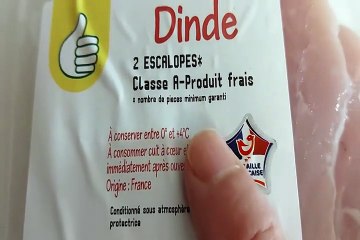 Dinde
2 ESCALOPES*
Classe A-Produit frais
* nombre de pièces minimum garanti
À conserver entre 0° et +4°C
À consommer cuit à cœur et
immédiatement après ouve
Origine : France
Conditionné sous atmosphère
protectrice
AILLE
ÇAISE